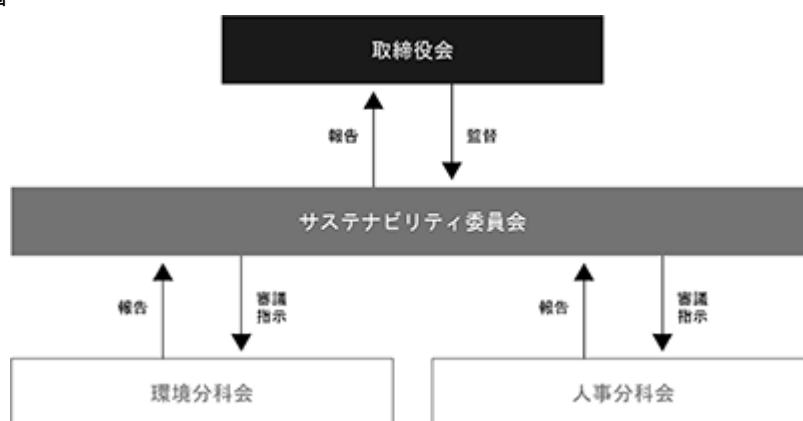 取締役会
報告
監督
サステナビリティ委員会
報告
審議
指示
報告
審議
指示
環境分科会
人事分科会